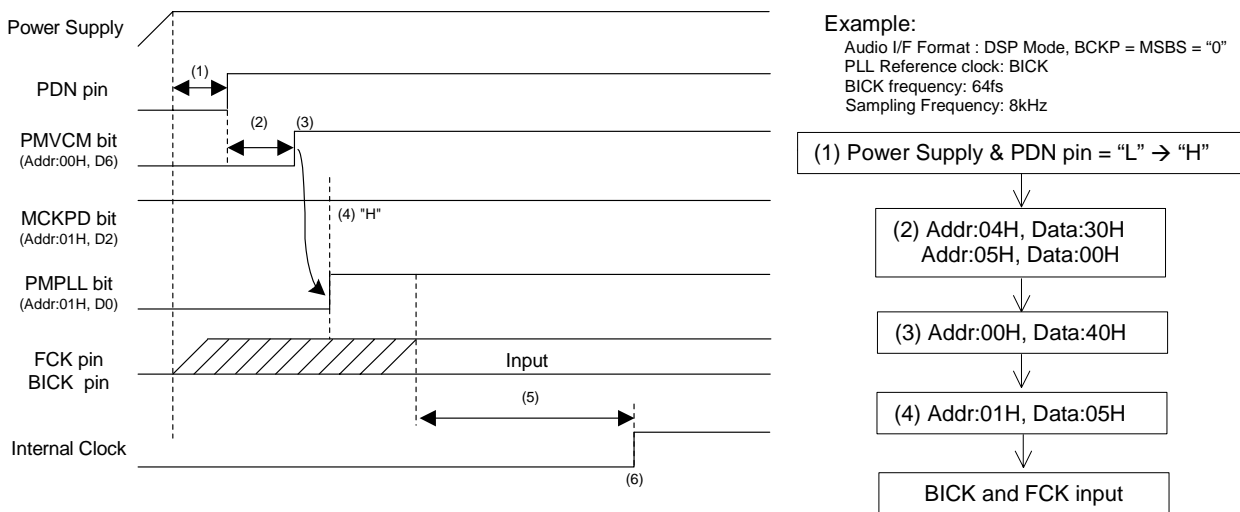 Power Supply
(1)
PDN pin
(2)
(3)
PMVCM bit
(Addr:00H, D6)
(4) "H"
MCKPD bit
(Addr:01H, D2)
PMPLL bit
(Addr:01H, D0)
FCK pin
BICK pin
Input
(5)
Internal Clock
(6)
Example:
Audio I/F Format : DSP Mode, BCKP = MSBS = “0”
PLL Reference clock: BICK
BICK frequency: 64fs
Sampling Frequency: 8kHz
(1) Power Supply & PDN pin = “L” → “H”
(2) Addr:04H, Data:30H
Addr:05H, Data:00H
(3) Addr:00H, Data:40H
(4) Addr:01H, Data:05H
BICK and FCK input